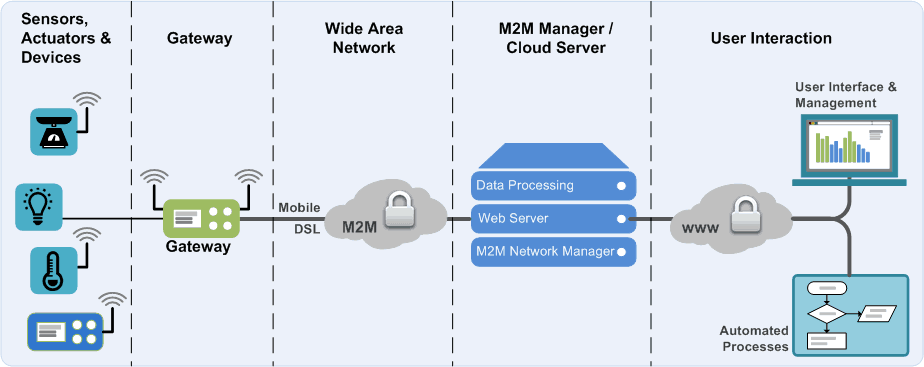 Sensors,
Actuators &
Devices
Gateway
Wide Area
Network
M2M Manager /
Cloud Server
User Interaction
User Interface &
Management
Data Processing
Mobile
DSL
M2M
Web Server
www
Gateway
M2M Network Manager
Automated
Processes